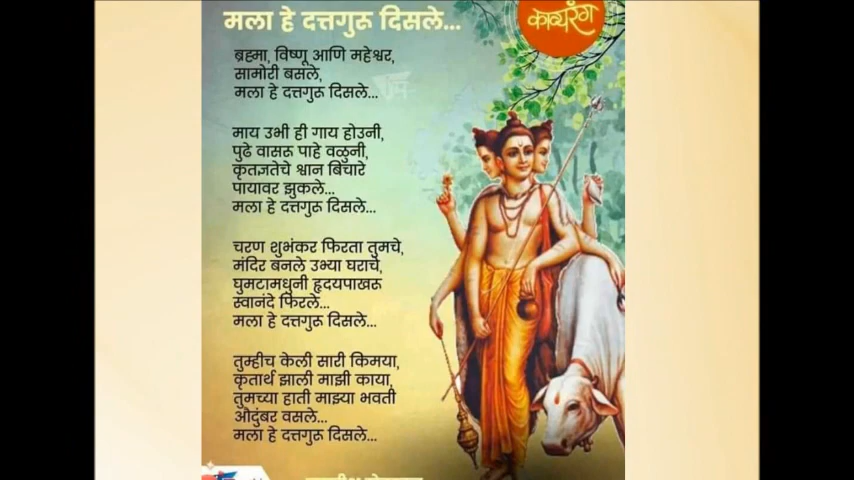 मला हे दत्तगुरु दिसले...
काव्यरंग
ब्रह्मा, विष्णू आणि महेश्वर,
सामोरी बसले,
मला हे दत्तगुरू दिसले...
माय उभी ही गाय होउनी,
पुढे वासरू पाहे वळुनी,
कृतज्ञतेचे श्वान बिचारे
पायावर झुकले...
मला हे दत्तगुरू दिसले...
चरण शुभंकर फिरता तुमचे,
मंदिर बनले उभ्या घराचे,
घुमटामधुनी हृदयपाखरू
स्वानंदे फिरले...
मला हे दत्तगुरू दिसले...
तुम्हीच केली सारी किमया,
कृतार्थ झाली माझी काया,
तुमच्या हाती माझ्या भवती
औदुंबर वसले...
मला हे दत्तगुरू दिसले...